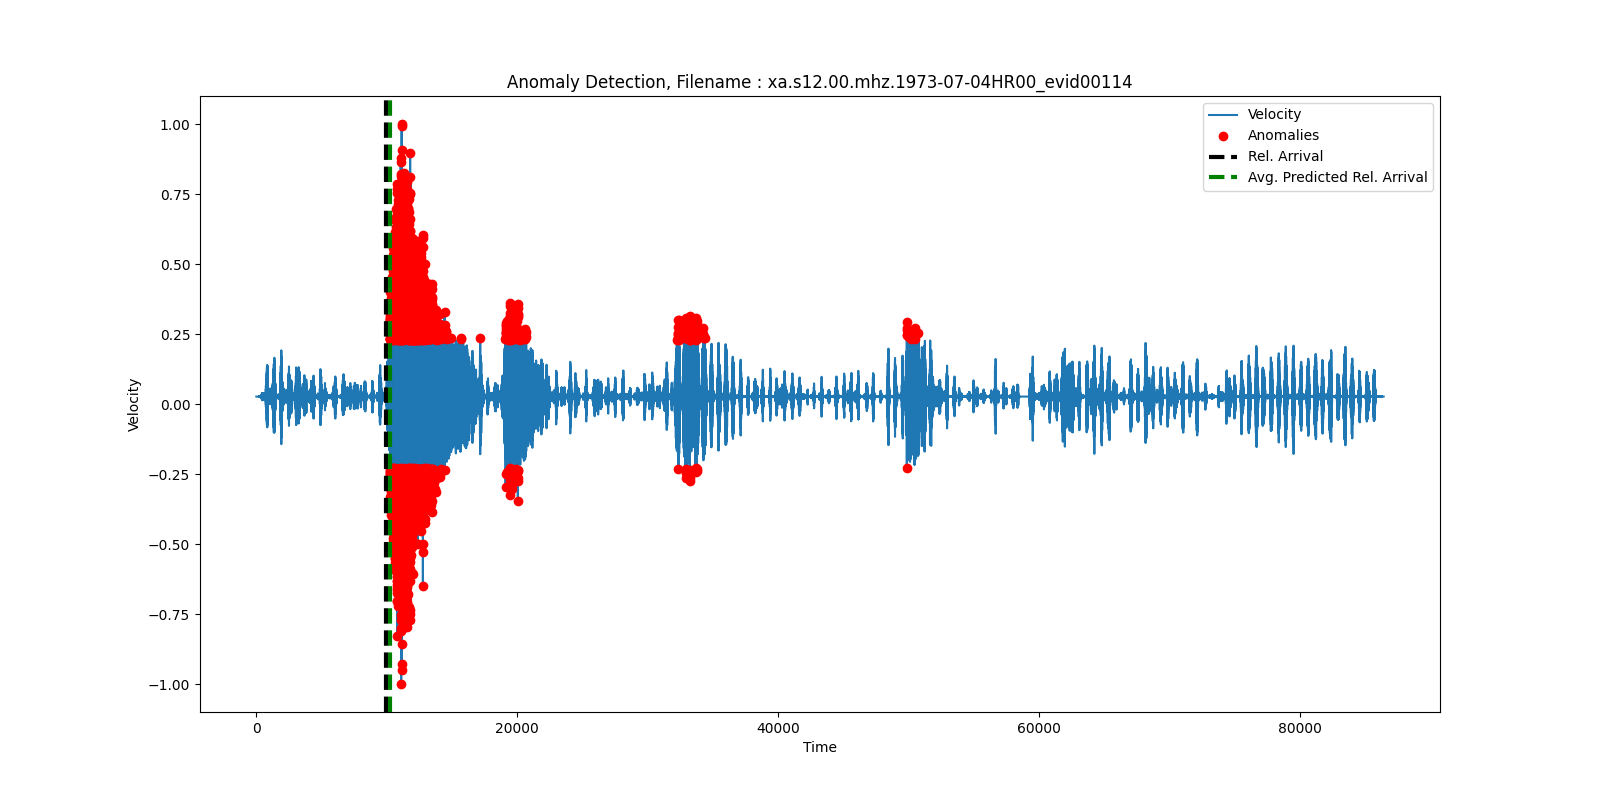 Anomaly Detection, Filename : xa.s12.00.mhz.1973-07-04HR00_evid00114
Velocity
Anomalies
Rel. Arrival
Avg. Predicted Rel. Arrival
1.00
0.75
0.50
0.25
0.00
−0.25
−0.50
−0.75
−1.00
Velocity
0
20000
40000
60000
80000
Time